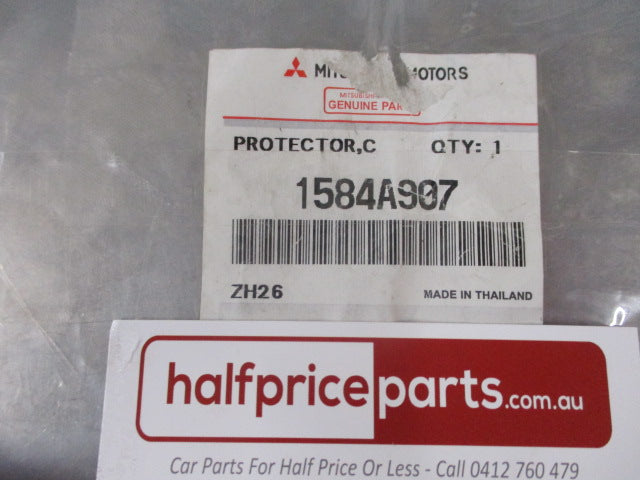 MOTORS
MITSUBISHI
GENUINE PAR
PROTECTOR,C QTY: 1
1584A907
ZH26 MADE IN THAILAND
halfpriceparts.com.au
Car Parts For Half Price Or Less - Call 0412 760 479